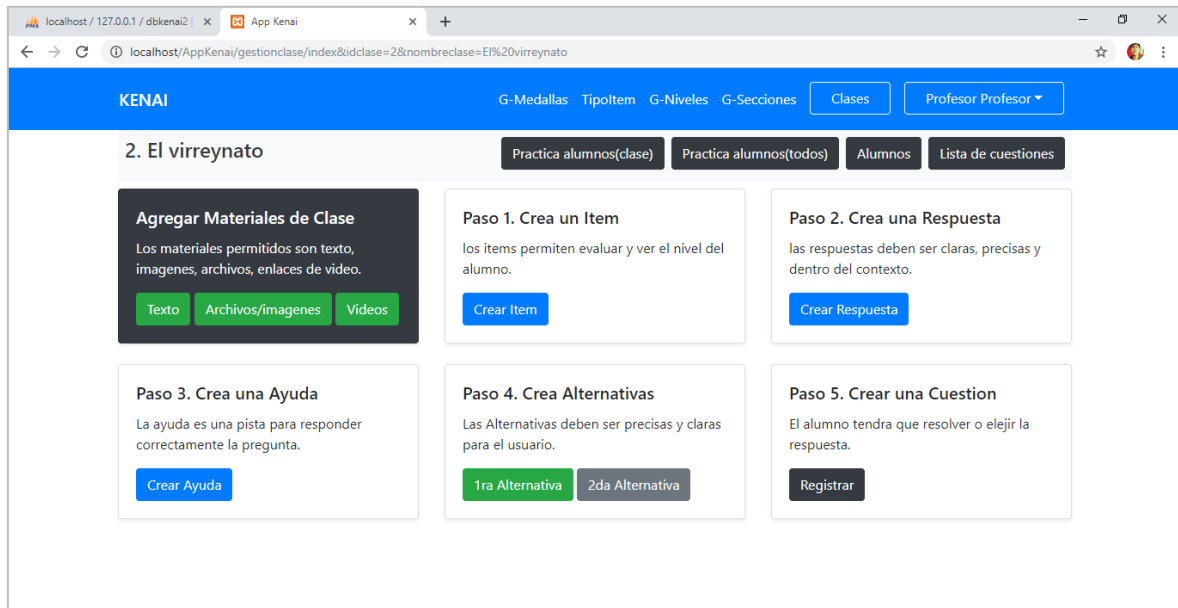 localhost / 127.0.0.1 / dbkenai2 |
App Kenai
localhost/AppKenai/gestionclase/index&idclase=2&nombreclase=El%20virreynato
KENAI
G-Medallas TipoItem G-Niveles G-Secciones Clases Profesor Profesor
2. El virreynato
Practica alumnos(clase) Practica alumnos(todos) Alumnos Lista de cuestiones
Agregar Materiales de Clase
Los materiales permitidos son texto,
imagenes, archivos, enlaces de video.
Texto Archivos/imagenes Videos
Paso 1. Crea un Item
los items permiten evaluar y ver el nivel del
alumno.
Crear Item
Paso 2. Crea una Respuesta
las respuestas deben ser claras, precisas y
dentro del contexto.
Crear Respuesta
Paso 3. Crea una Ayuda
La ayuda es una pista para responder
correctamente la pregunta.
Crear Ayuda
Paso 4. Crea Alternativas
Las Alternativas deben ser precisas y claras
para el usuario.
1ra Alternativa 2da Alternativa
Paso 5. Crear una Cuestion
El alumno tendra que resolver o elejir la
respuesta.
Registrar